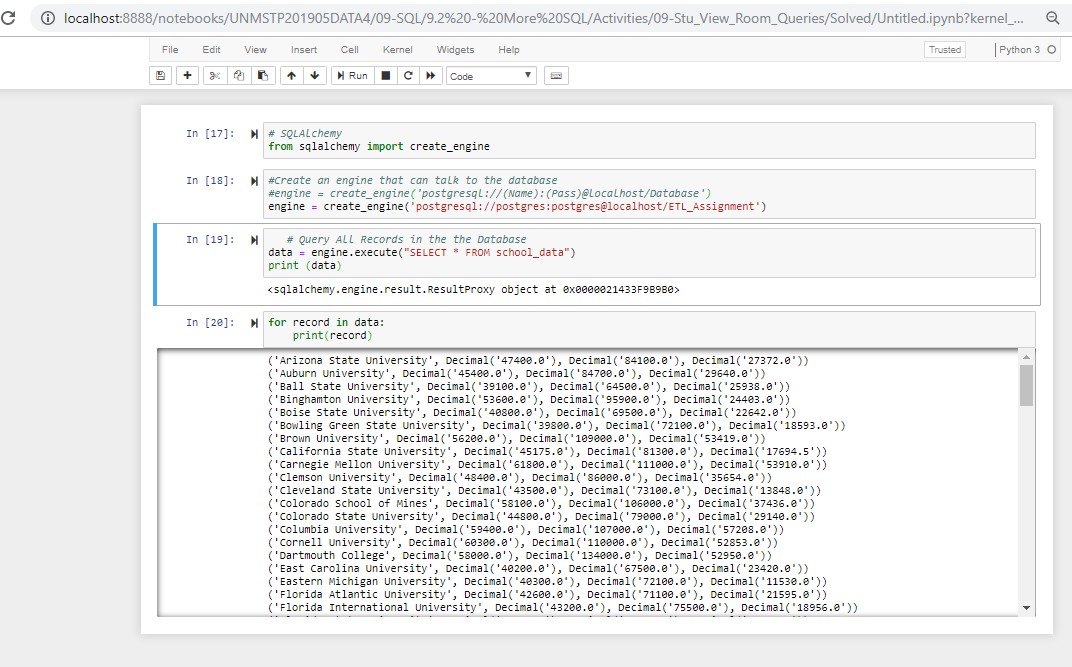 localhost:8888/notebooks/UNMSTP201905DATA4/09-SQL/9.2%20-%20More%20SQL/Activities/09-Stu_View_Room_Queries/Solved/Untitled.ipynb?kernel_...
File Edit View Insert Cell Kernel Widgets Help Trusted Python 3
Run Code
In [17]: # SQLAlchemy
from sqlalchemy import create_engine
In [18]: #Create an engine that can talk to the database
#engine = create_engine('postgresql://(Name):(Pass)@localhost/Database')
engine = create_engine('postgresql://postgres:postgres@localhost/ETL_Assignment')
In [19]: # Query All Records in the the Database
data = engine.execute("SELECT * FROM school_data")
print (data)
<sqlalchemy.engine.result.ResultProxy object at 0x0000021433F9B9B0>
In [20]: for record in data:
print(record)
('Arizona State University', Decimal('47400.0'), Decimal('84100.0'), Decimal('27372.0'))
('Auburn University', Decimal('45400.0'), Decimal('84700.0'), Decimal('29640.0'))
('Ball State University', Decimal('39100.0'), Decimal('64500.0'), Decimal('25938.0'))
('Binghamton University', Decimal('53600.0'), Decimal('95900.0'), Decimal('24403.0'))
('Boise State University', Decimal('40800.0'), Decimal('69500.0'), Decimal('22642.0'))
('Bowling Green State University', Decimal('39800.0'), Decimal('72100.0'), Decimal('18593.0'))
('Brown University', Decimal('56200.0'), Decimal('109000.0'), Decimal('53419.0'))
('California State University', Decimal('45175.0'), Decimal('81300.0'), Decimal('17694.5'))
('Carnegie Mellon University', Decimal('61800.0'), Decimal('111000.0'), Decimal('53910.0'))
('Clemson University', Decimal('48400.0'), Decimal('86000.0'), Decimal('35654.0'))
('Cleveland State University', Decimal('43500.0'), Decimal('73100.0'), Decimal('13848.0'))
('Colorado School of Mines', Decimal('58100.0'), Decimal('106000.0'), Decimal('37436.0'))
('Colorado State University', Decimal('44800.0'), Decimal('79000.0'), Decimal('29140.0'))
('Columbia University', Decimal('59400.0'), Decimal('107000.0'), Decimal('57208.0'))
('Cornell University', Decimal('60300.0'), Decimal('110000.0'), Decimal('52853.0'))
('Dartmouth College', Decimal('58000.0'), Decimal('134000.0'), Decimal('52950.0'))
('East Carolina University', Decimal('40200.0'), Decimal('67500.0'), Decimal('23420.0'))
('Eastern Michigan University', Decimal('40300.0'), Decimal('72100.0'), Decimal('11530.0'))
('Florida Atlantic University', Decimal('42600.0'), Decimal('71100.0'), Decimal('21595.0'))
('Florida International University', Decimal('43200.0'), Decimal('75500.0'), Decimal('18956.0'))